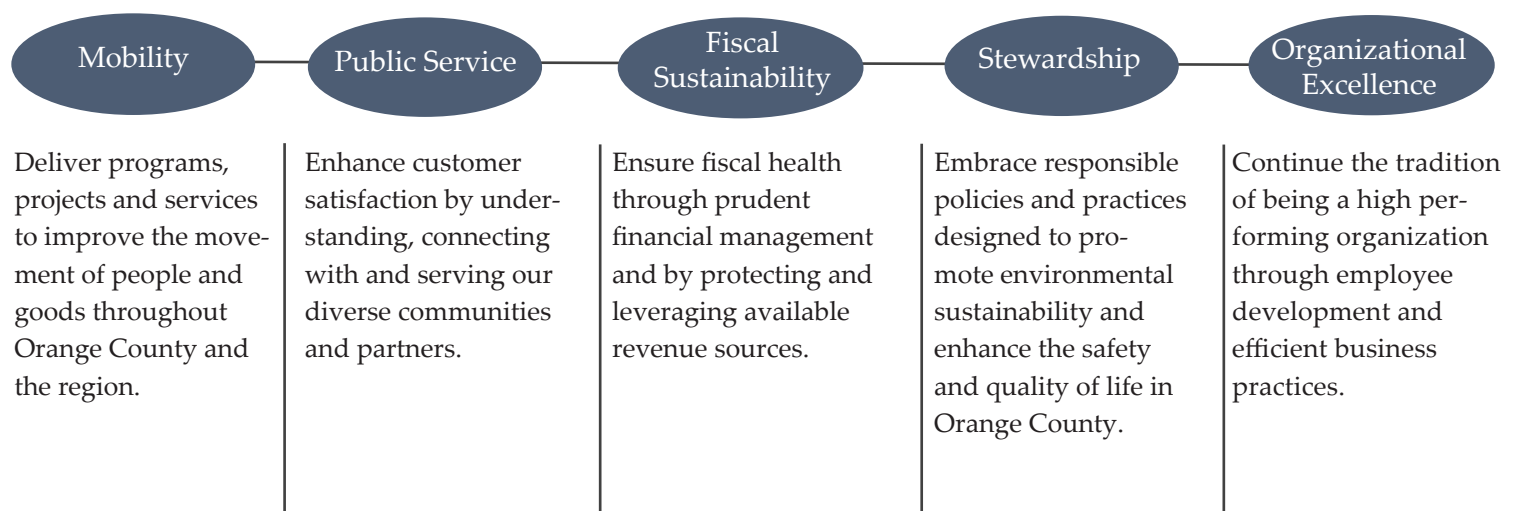 Mobility
Public Service
Fiscal
Sustainability
Stewardship
Organizational
Excellence
Deliver programs,
projects and services
to improve the move-
ment of people and
goods throughout
Orange County and
the region.
Enhance customer
satisfaction by under-
standing, connecting
with and serving our
diverse communities
and partners.
Ensure fiscal health
through prudent
financial management
and by protecting and
leveraging available
revenue sources.
Embrace responsible
policies and practices
designed to pro-
mote environmental
sustainability and
enhance the safety
and quality of life in
Orange County.
Continue the tradition
of being a high per-
forming organization
through employee
development and
efficient business
practices.